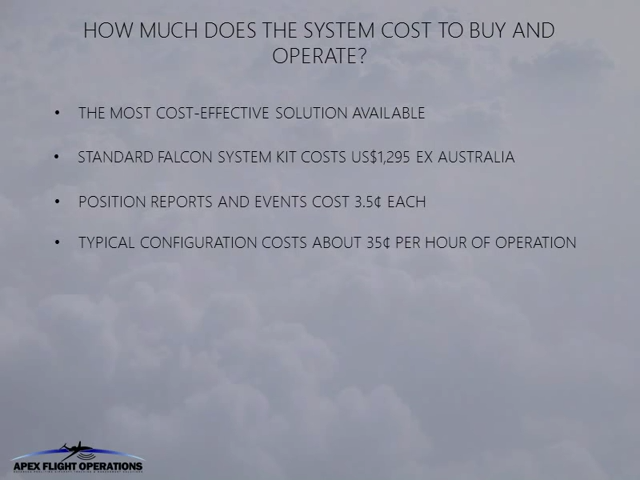 HOW MUCH DOES THE SYSTEM COST TO BUY AND
OPERATE?
• THE MOST COST-EFFECTIVE SOLUTION AVAILABLE
• STANDARD FALCON SYSTEM KIT COSTS US$1,295 EX AUSTRALIA
• POSITION REPORTS AND EVENTS COST 3.5¢ EACH
• TYPICAL CONFIGURATION COSTS ABOUT 35¢ PER HOUR OF OPERATION
APEX FLIGHT OPERATIONS